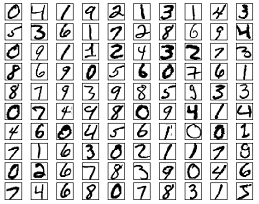 0 4 1 9 2 1 3 1 4 3
5 3 6 1 7 2 8 6 9 4
0 9 1 1 2 4 3 2 7 3
8 6 9 0 5 6 0 7 6 1
8 7 9 3 9 8 5 9 3 3
0 7 4 9 8 0 9 4 1 4
4 6 0 4 5 6 1 0 0 1
7 1 6 3 0 2 1 1 7 9
0 2 6 7 8 3 9 0 4 6
7 4 6 8 0 7 8 3 1 5